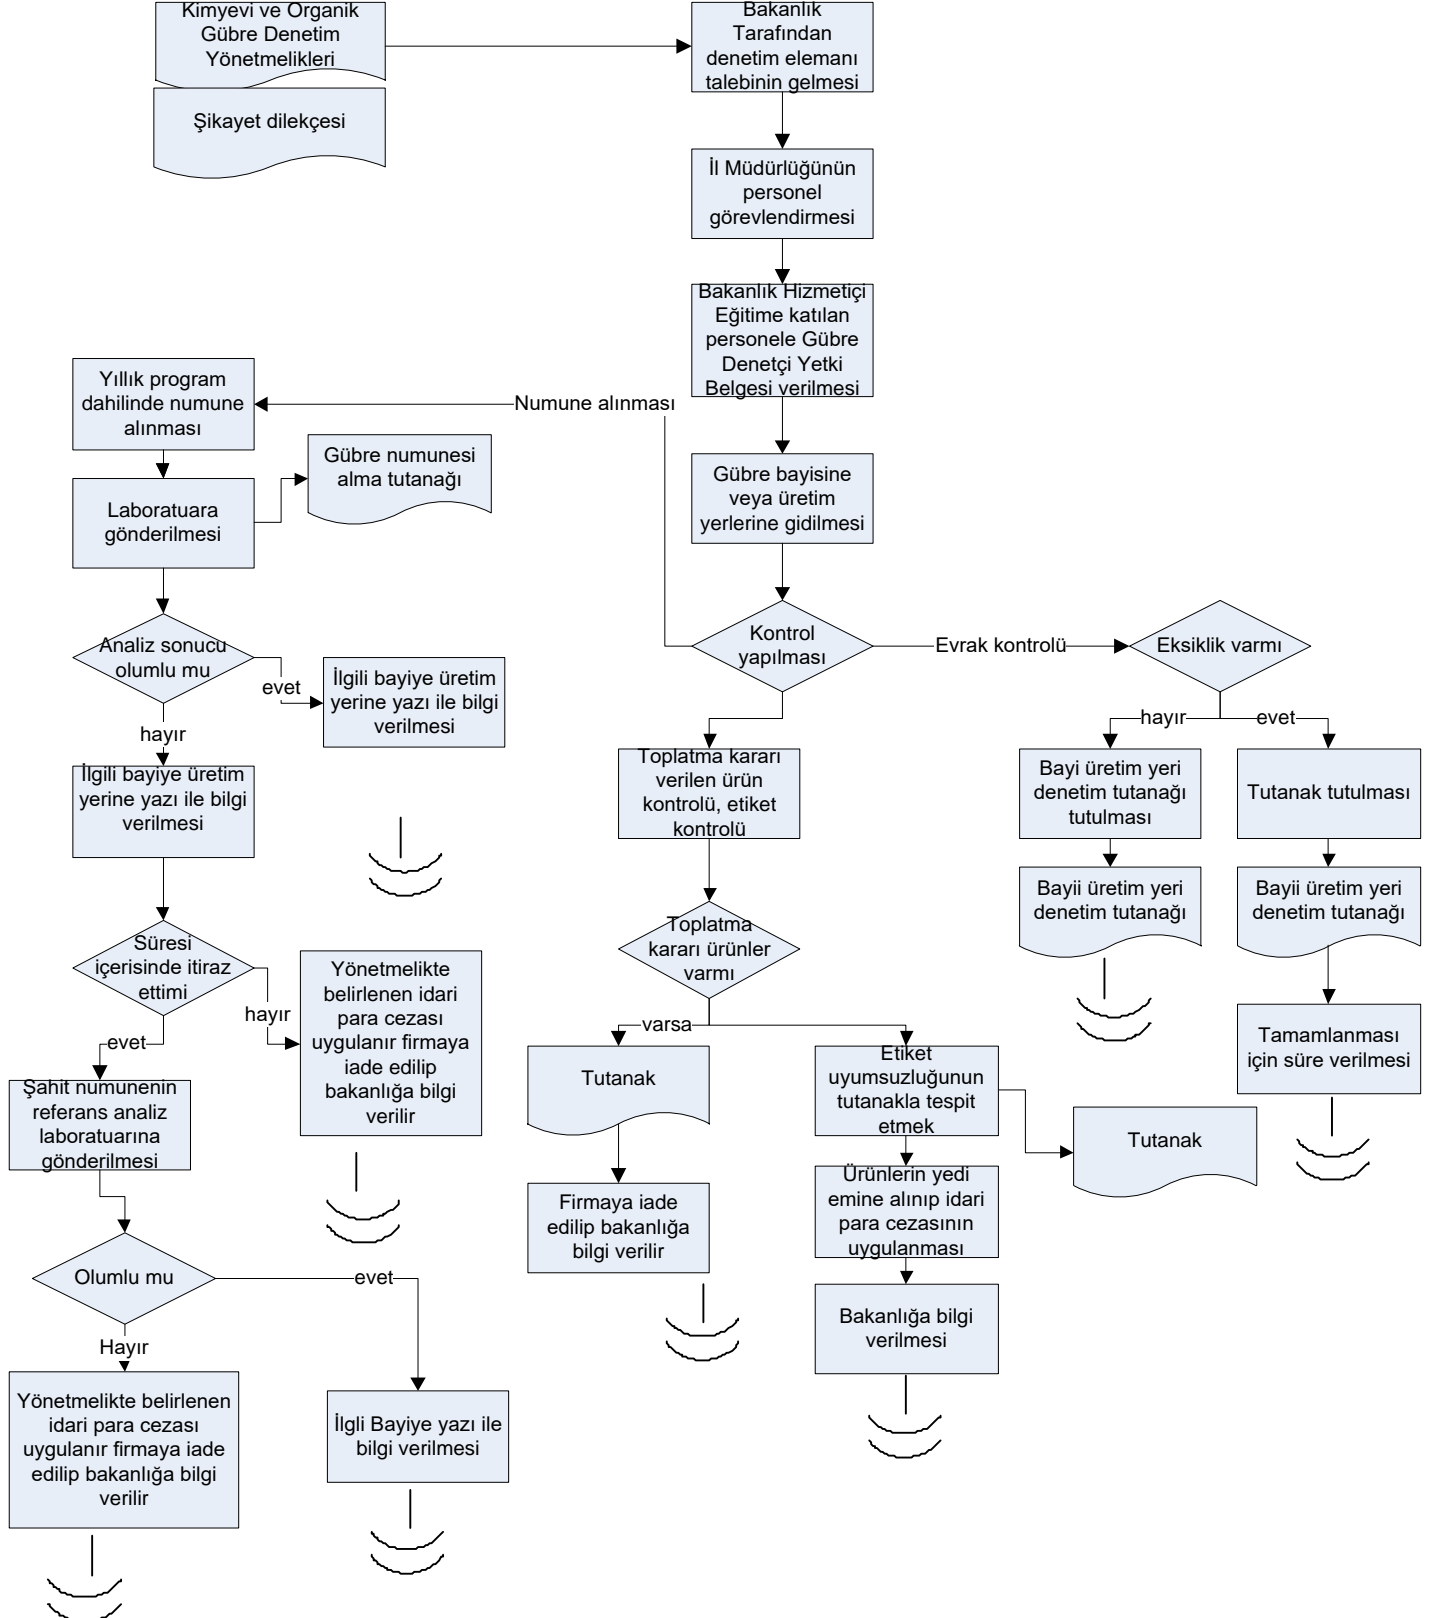 Kimyevi ve Organik
Gübre Denetim
Yönetmelikleri
Şikayet dilekçesi
Bakanlık
Tarafından
denetim elemanı
talebinin gelmesi
İl Müdürlüğünün
personel
görevlendirmesi
Bakanlık Hizmetiçi
Eğitime katılan
personele Gübre
Denetçi Yetki
Belgesi verilmesi
Gübre bayisine
veya üretim
yerlerine gidilmesi
Kontrol
yapılması
Numune alınması
Yıllık program
dahilinde numune
alınması
Laboratuara
gönderilmesi
Gübre numunesi
alma tutanağı
Analiz sonucu
olumlu mu
evet
İlgili bayiye üretim
yerine yazı ile bilgi
verilmesi
hayır
İlgili bayiye üretim
yerine yazı ile bilgi
verilmesi
Süresi
içerisinde itiraz
ettimi
hayır
Yönetmelikte
belirlenen idari
para cezası
uygulanır firmaya
iade edilip
bakanlığa bilgi
verilir
evet
Şahit numunenin
referans analiz
laboratuarına
gönderilmesi
Olumlu mu
evet
Hayır
Yönetmelikte belirlenen
idari para cezası
uygulanır firmaya iade
edilip bakanlığa bilgi
verilir
İlgli Bayiye yazı ile
bilgi verilmesi
Toplatma kararı
verilen ürün
kontrolü, etiket
kontrolü
Toplatma
kararı ürünler
varmı
varsa
Tutanak
Firmaya iade
edilip bakanlığa
bilgi verilir
Etiket
uyumsuzluğunun
tutanakla tespit
etmek
Tutanak
Ürünlerin yedi
emine alınıp idari
para cezasının
uygulanması
Bakanlığa bilgi
verilmesi
Evrak kontrolü
Eksiklik varmı
hayır
evet
Bayi üretim yeri
denetim tutanağı
tutulması
Bayii üretim yeri
denetim tutanağı
Tutanak tutulması
Bayii üretim yeri
denetim tutanağı
Tamamlanması
için süre verilmesi